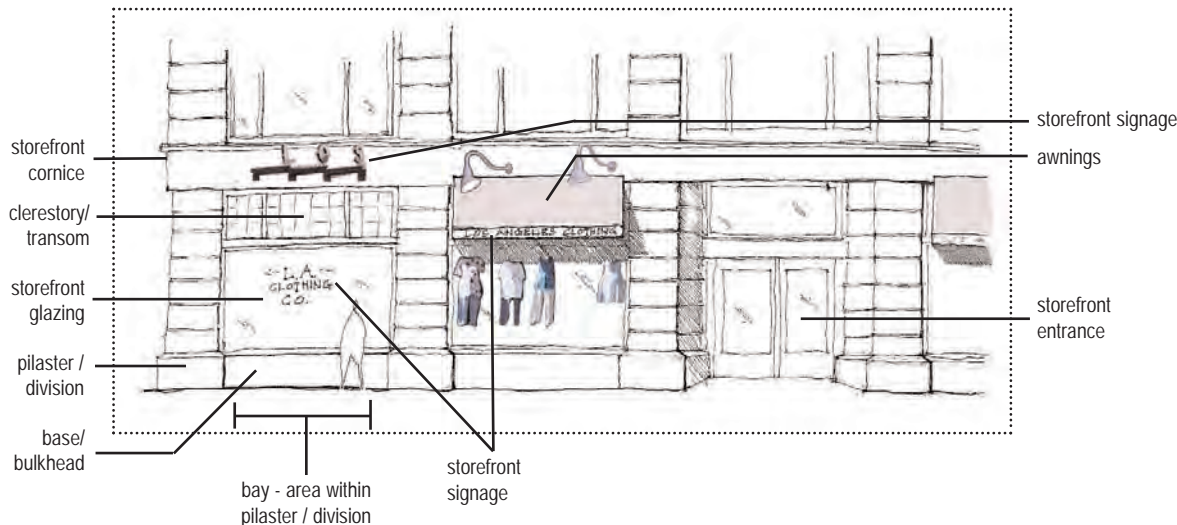 storefront
cornice
clerestory/
transom
storefront
glazing
pilaster /
division
base/
bulkhead
bay - area within
pilaster / division
storefront
signage
storefront signage
awnings
storefront
entrance
LOS
LOS ANGELES CLOTHING
L.A.
CLOTHING
CO.